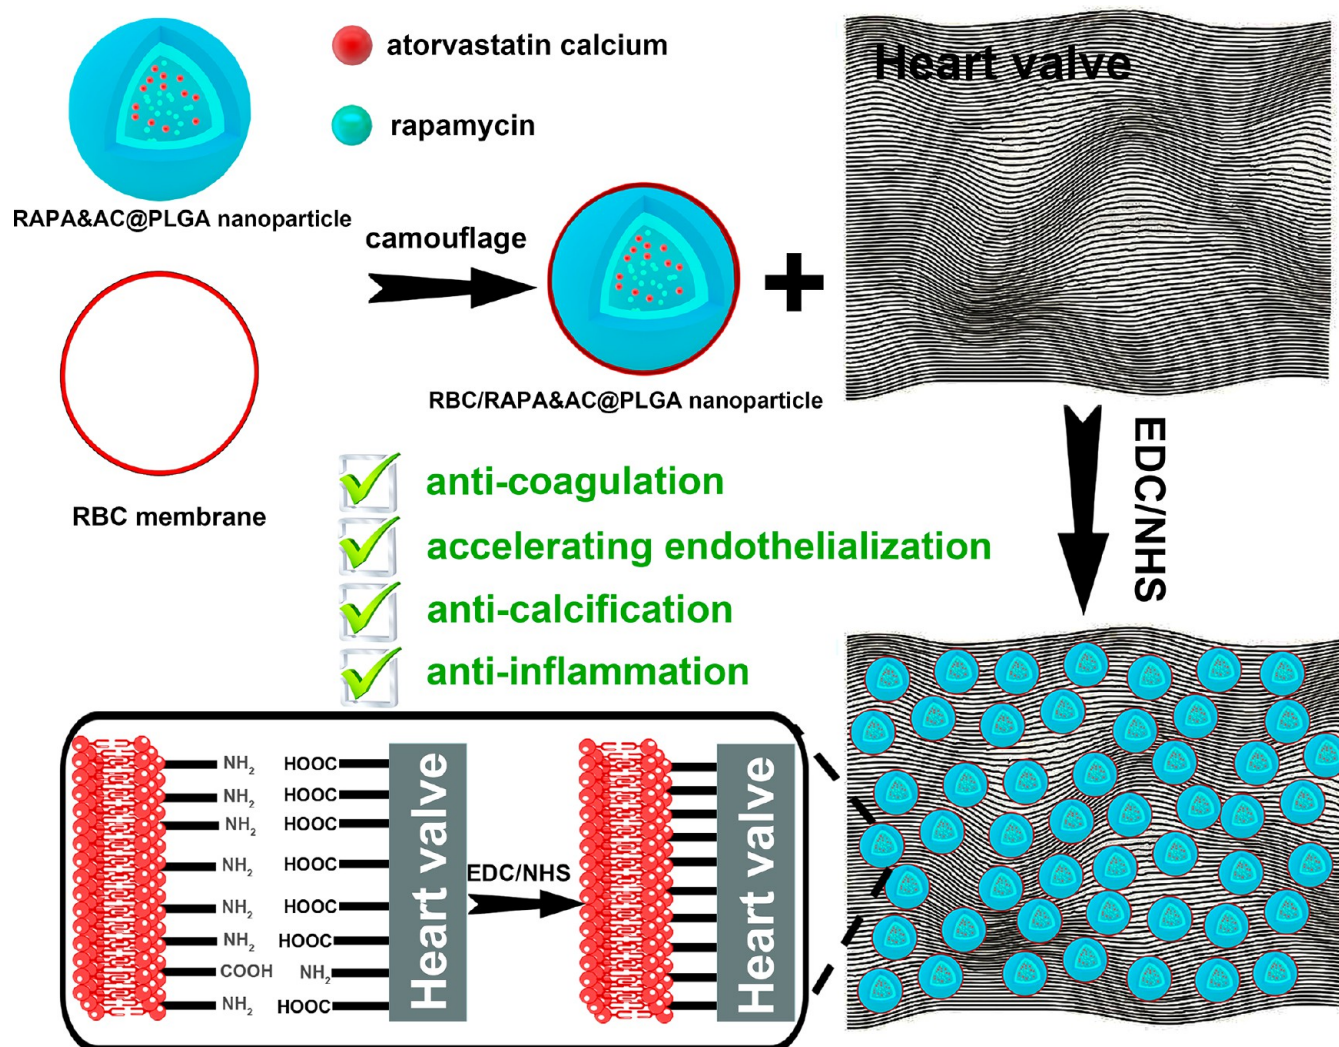 atorvastatin calcium
rapamycin
RAPA&AC@PLGA nanoparticle
camouflage
RBC/RAPA&AC@PLGA nanoparticle
RBC membrane
Heart valve
EDC/NHS
anti-coagulation
accelerating endothelialization
anti-calcification
anti-inflammation
NH₂ HOOC
NH₂ HOOC
NH₂ HOOC
NH₂ HOOC
NH₂ HOOC
NH₂ HOOC
COOH NH₂
NH₂ HOOC
Heart valve
EDC/NHS
Heart valve